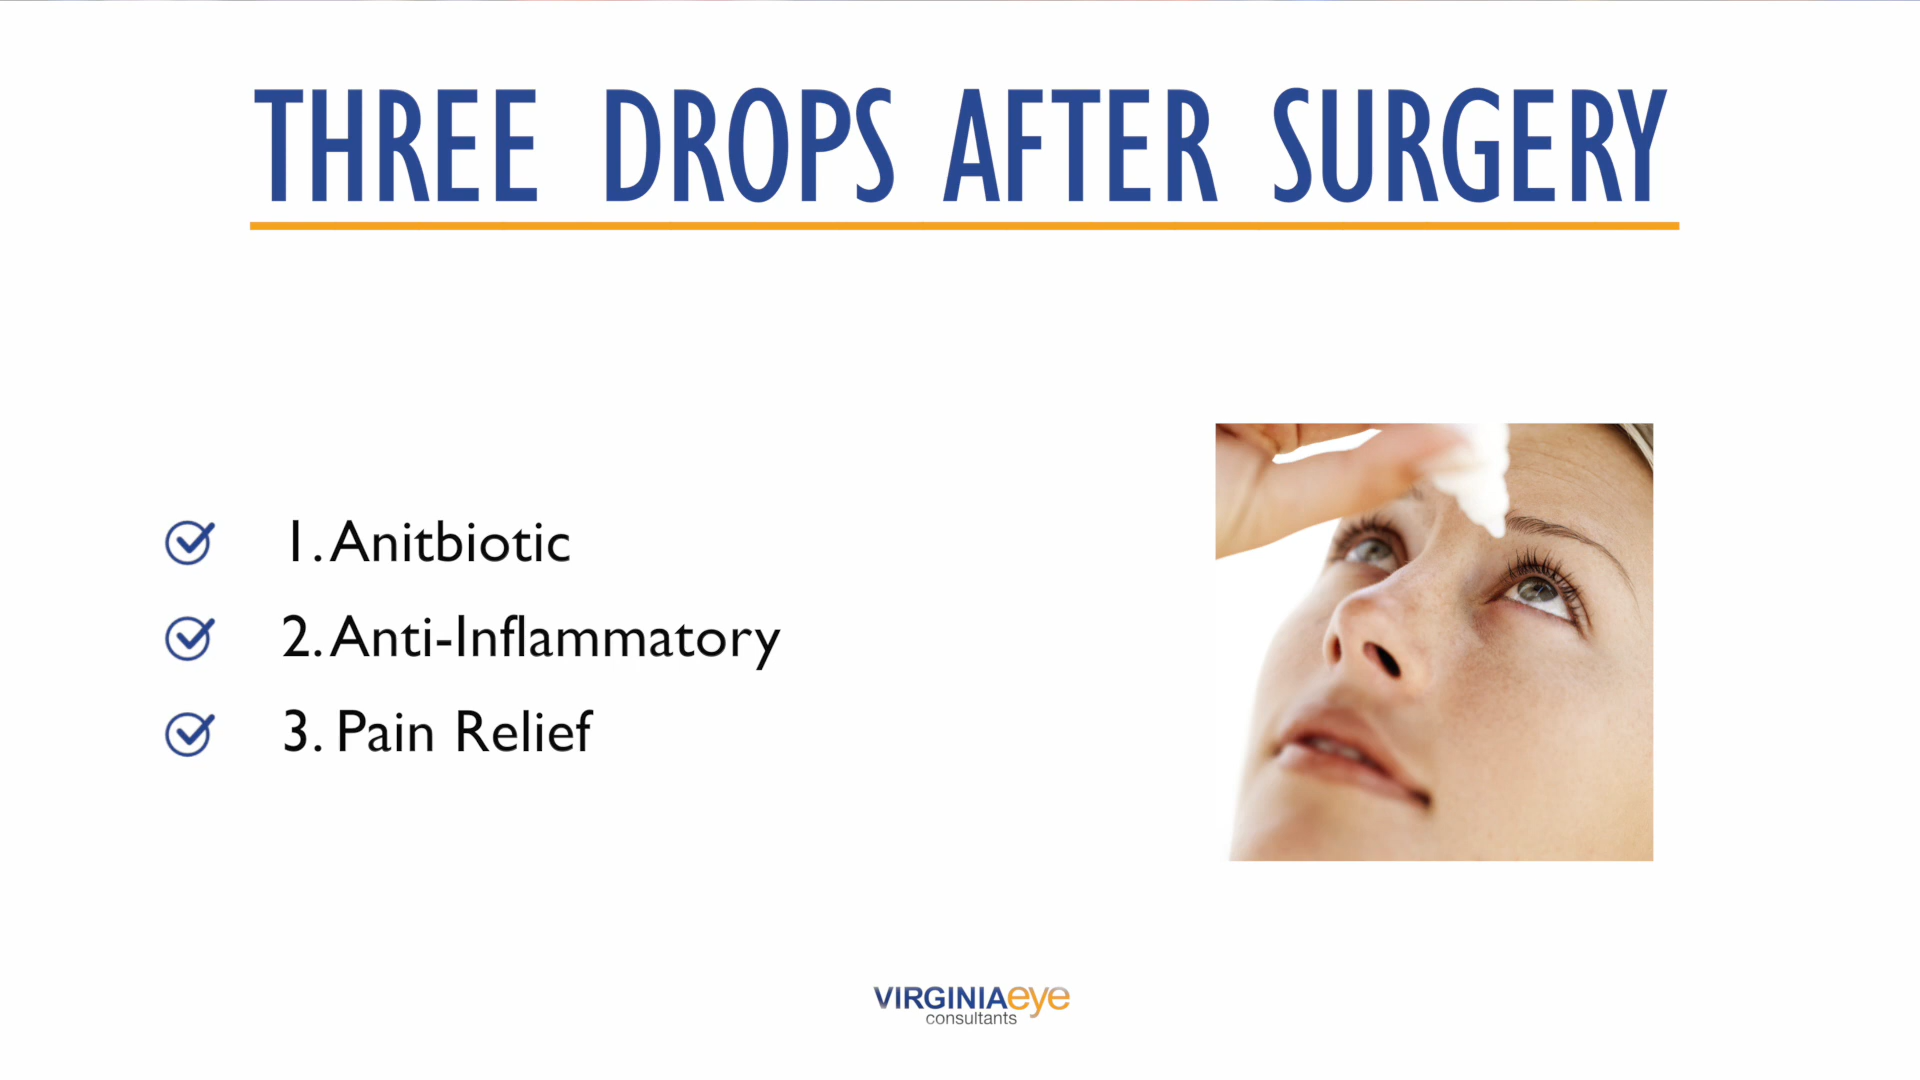 THREE DROPS AFTER SURGERY
1. Anitbiotic
2. Anti-Inflammatory
3. Pain Relief
VIRGINIAeye
consultants